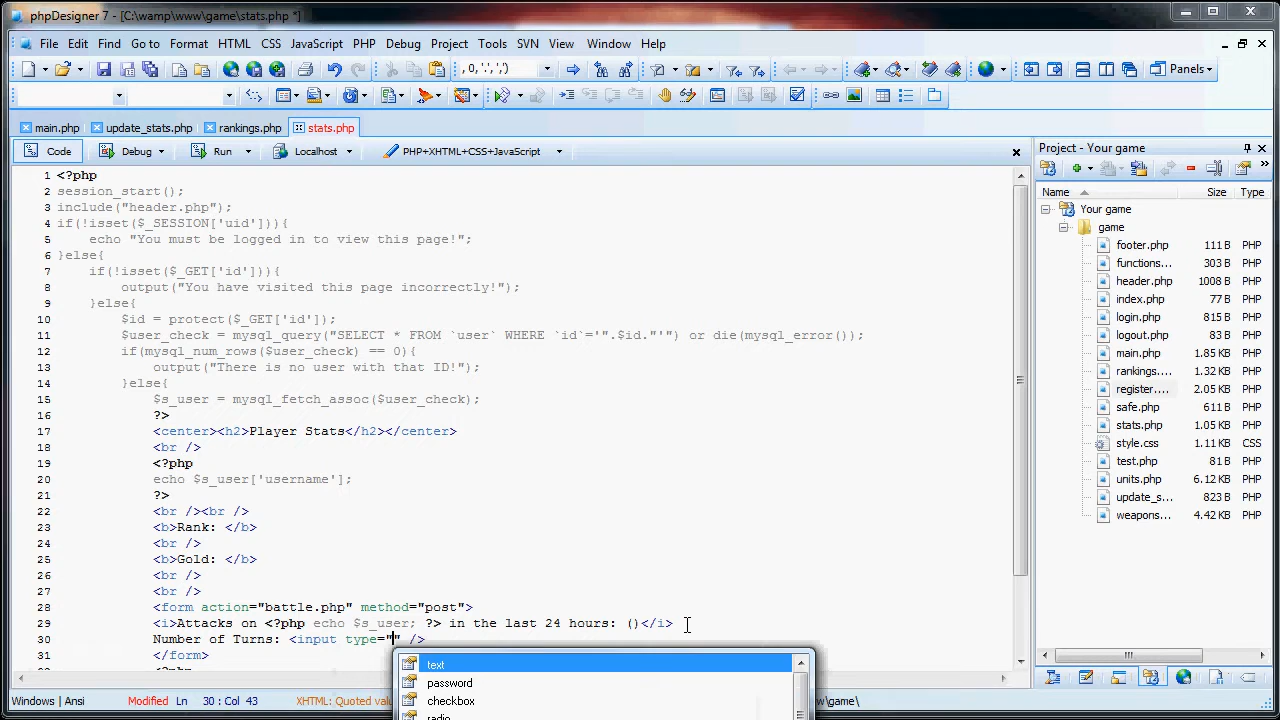 phpDesigner 7 - [C:\wamp\www\game\stats.php *]
File Edit Find Go to Format HTML CSS JavaScript PHP Debug Project Tools SVN View Window Help
, 0,'.',',')
Panels
main.php update_stats.php rankings.php stats.php
Code Debug Run Localhost PHP+XHTML+CSS+JavaScript
Project - Your game
Name Size Type
Your game
game
footer.php 111 B PHP
functions... 303 B PHP
header.php 1008 B PHP
index.php 77 B PHP
login.php 815 B PHP
logout.php 83 B PHP
main.php 1.85 KB PHP
rankings.... 1.32 KB PHP
register.... 2.05 KB PHP
safe.php 611 B PHP
stats.php 1.05 KB PHP
style.css 1.11 KB CSS
test.php 81 B PHP
units.php 6.12 KB PHP
update_s... 823 B PHP
weapons... 4.42 KB PHP
1 <?php
2 session_start();
3 include("header.php");
4 if(!isset($_SESSION['uid'])){
5 echo "You must be logged in to view this page!";
6 }else{
7 if(!isset($_GET['id'])){
8 output("You have visited this page incorrectly!");
9 }else{
10 $id = protect($_GET['id']);
11 $user_check = mysql_query("SELECT * FROM `user` WHERE `id`='".$id."'") or die(mysql_error());
12 if(mysql_num_rows($user_check) == 0){
13 output("There is no user with that ID!");
14 }else{
15 $s_user = mysql_fetch_assoc($user_check);
16 ?>
17 <center><h2>Player Stats</h2></center>
18 <br />
19 <?php
20 echo $s_user['username'];
21 ?>
22 <br /><br />
23 <b>Rank: </b>
24 <br />
25 <b>Gold: </b>
26 <br />
27 <br />
28 <form action="battle.php" method="post">
29 <i>Attacks on <?php echo $s_user; ?> in the last 24 hours: ()</i>
30 Number of Turns: <input type="" />
31 </form>
text
password
checkbox
radio
Windows | Ansi Modified Ln 30 : Col 43 XHTML: Quoted value
\game\